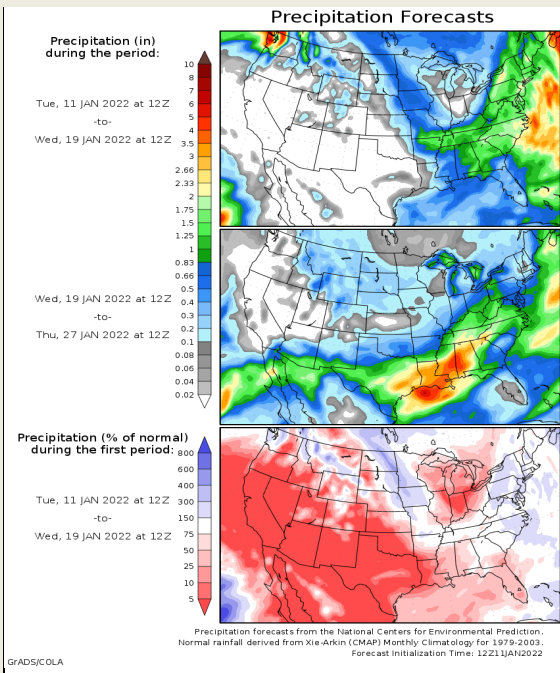 Precipitation Forecasts
Precipitation (in)
during the period:
Tue, 11 JAN 2022 at 12Z
-to-
Wed, 19 JAN 2022 at 12Z
10
8
7
6
5
4
3.5
3
2.66
2.33
2
1.75
1.5
1.25
1
0.83
0.66
0.5
0.4
0.3
0.2
0.1
0.08
0.06
0.04
0.02
Wed, 19 JAN 2022 at 12Z
-to-
Thu, 27 JAN 2022 at 12Z
Precipitation (% of normal)
during the first period:
Tue, 11 JAN 2022 at 12Z
-to-
Wed, 19 JAN 2022 at 12Z
800
600
400
300
150
75
50
25
10
5
Precipitation forecasts from the National Centers for Environmental Prediction.
Normal rainfall derived from Xie-Arkin (CMAP) Monthly Climatology for 1979-2003.
Forecast Initialization Time: 12Z11JAN2022
GrADS/COLA